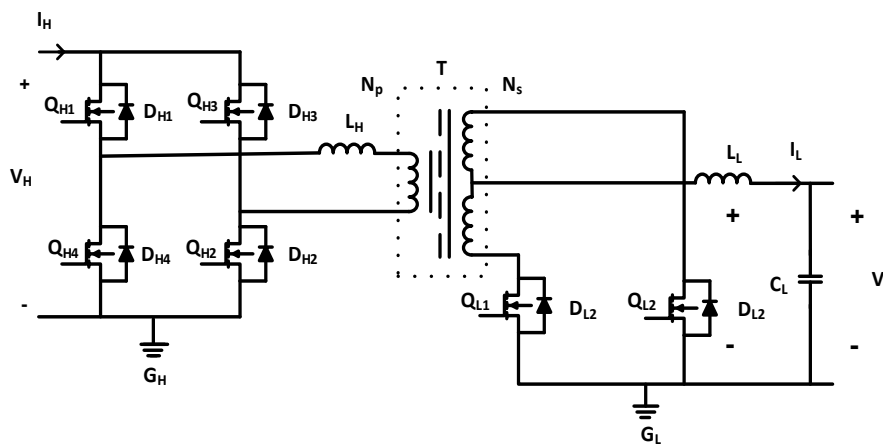 I_H
T
+
N_p
N_s
Q_H1
D_H1
Q_H3
D_H3
L_H
L_L
I_L
V_H
+
+
Q_H4
D_H4
Q_H2
D_H2
Q_L1
D_L2
Q_L2
D_L2
C_L
V
-
-
-
G_H
G_L